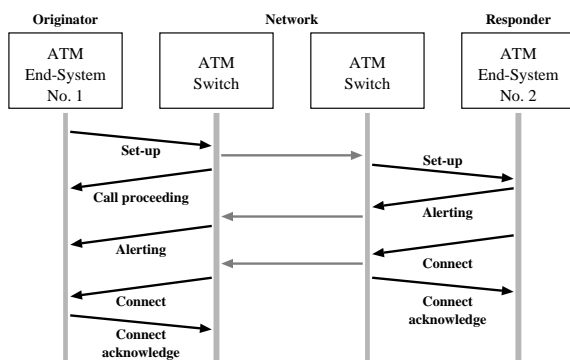 Originator
Network
Responder
ATM
End-System
No. 1
ATM
Switch
ATM
Switch
ATM
End-System
No. 2
Set-up
Set-up
Call proceeding
Alerting
Alerting
Connect
Connect
Connect
acknowledge
Connect
acknowledge